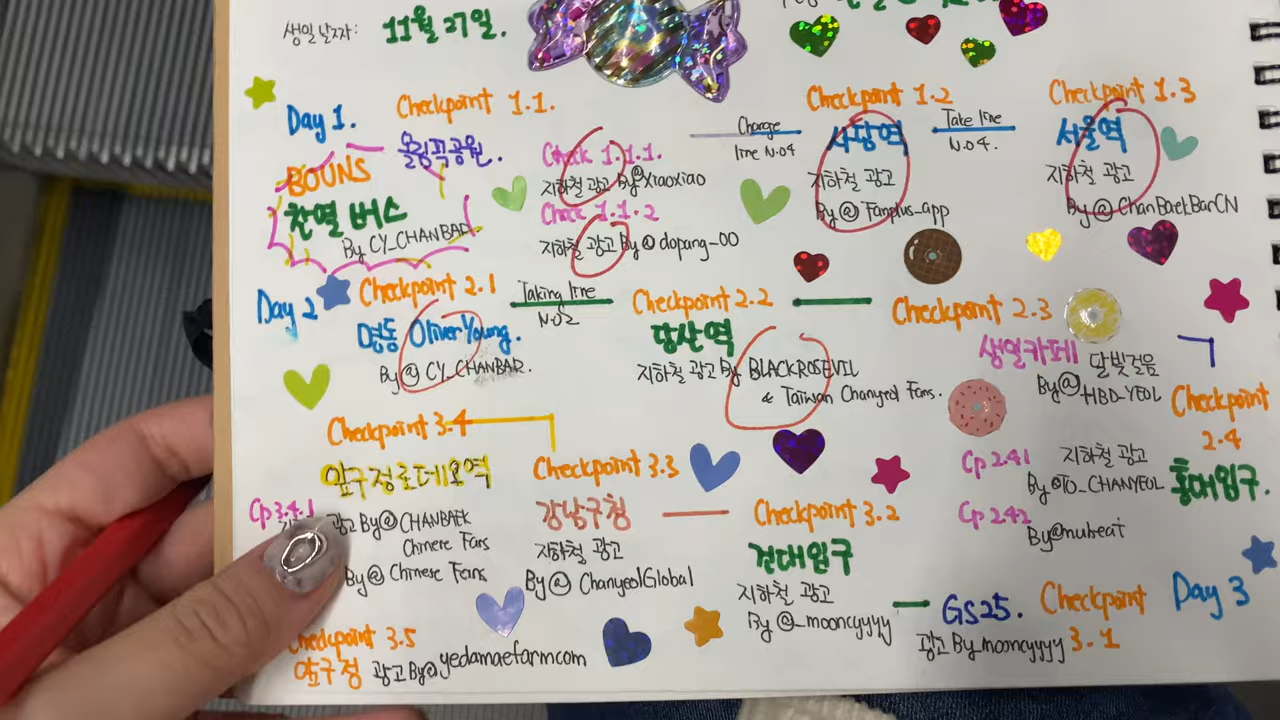 생일 날짜: 11월 27일.
Day 1.
Checkpoint 1.1.
올림픽공원.
BOUNS
찬열 버스
By CY_CHANBAR.
Check 1.1.1.
지하철 광고 By@Xiaoxiao
Check 1.1.2
지하철 광고 By@dopang_00
Change
line N.04
Checkpoint 1.2
사당역
지하철 광고
By@Fanplus_app
Take line
N.04.
Checkpoint 1.3
서울역
지하철 광고
By@ChanBaekBarCN
Day 2
Checkpoint 2.1
명동 OliverYoung.
By@CY_CHANBAR.
Taking line
N.02
Checkpoint 2.2
당산역
지하철 광고 By BLACKROSEVIL
& Taiwan Chanyeol Fans.
Checkpoint 2.3
생일카페 달빛걸음
By@HBD_YEOL
Checkpoint
2.4
홍대입구.
Cp 2.4.1 지하철 광고
By@TO_CHANYEOL
Cp 2.4.2
By@mubeat
Day 3
Checkpoint
3.1
GS25.
광고 By_mooncyyyy
Checkpoint 3.2
건대입구
지하철 광고
By@_mooncyyyy
Checkpoint 3.3
강남구청
지하철 광고
By@ChanyeolGlobal
Checkpoint 3.4
앞구정로데오역
Cp 3.4.1
광고 By@CHANBAEK
Chinese Fans
By@Chinese Fans
Checkpoint 3.5
앞구정 광고 By@yedamaefarmcom